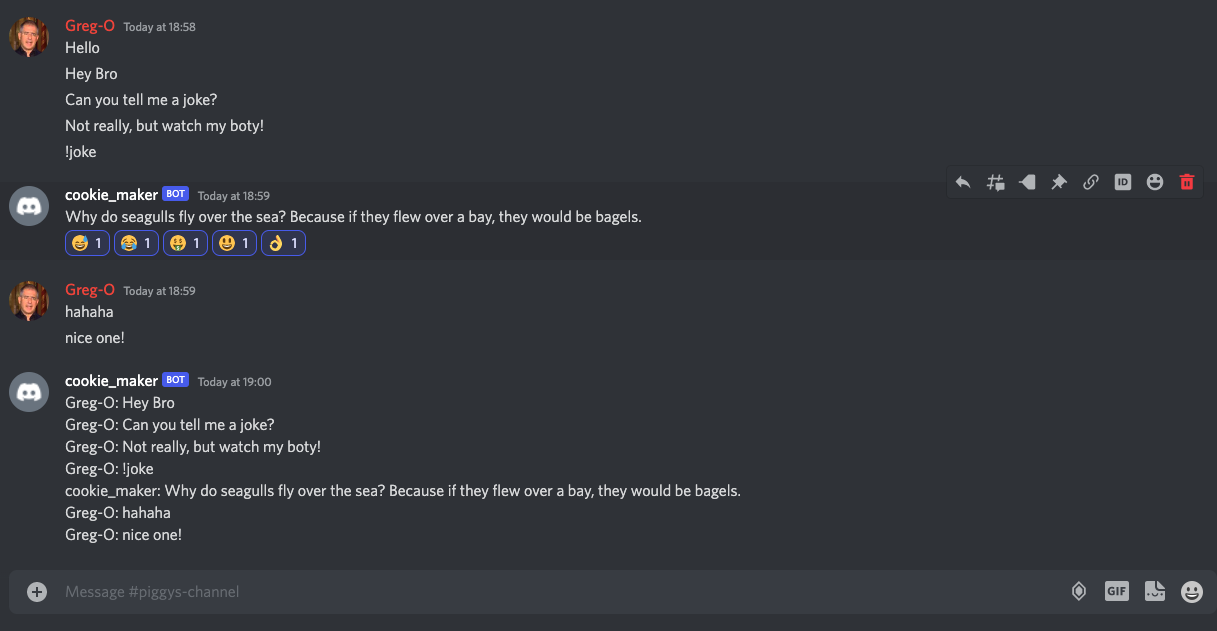 Greg-O Today at 18:58
Hello
Hey Bro
Can you tell me a joke?
Not really, but watch my boty!
!joke
cookie_maker BOT Today at 18:59
ID
Why do seagulls fly over the sea? Because if they flew over a bay, they would be bagels.
1 1 1 1 1
Greg-O Today at 18:59
hahaha
nice one!
cookie_maker BOT Today at 19:00
Greg-O: Hey Bro
Greg-O: Can you tell me a joke?
Greg-O: Not really, but watch my boty!
Greg-O: !joke
cookie_maker: Why do seagulls fly over the sea? Because if they flew over a bay, they would be bagels.
Greg-O: hahaha
Greg-O: nice one!
Message #piggys-channel
GIF